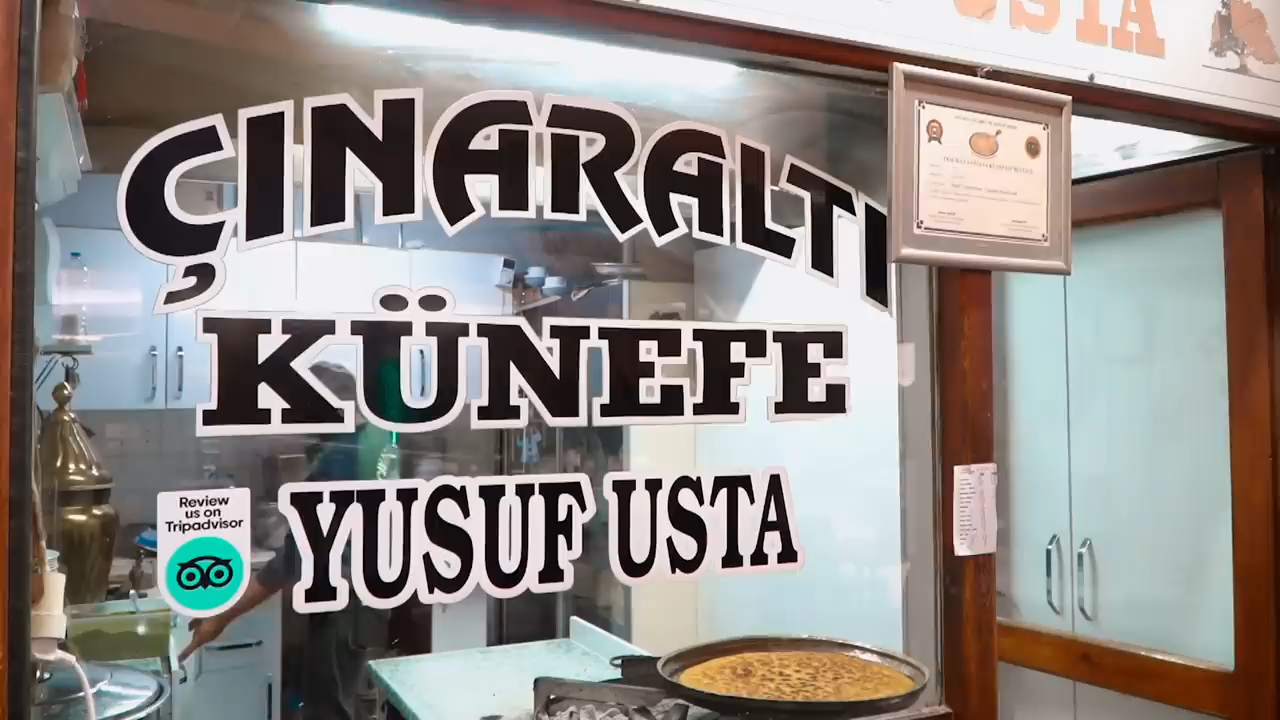 USTA
ÇINARALTI
KÜNEFE
YUSUF USTA
Review
us on
Tripadvisor